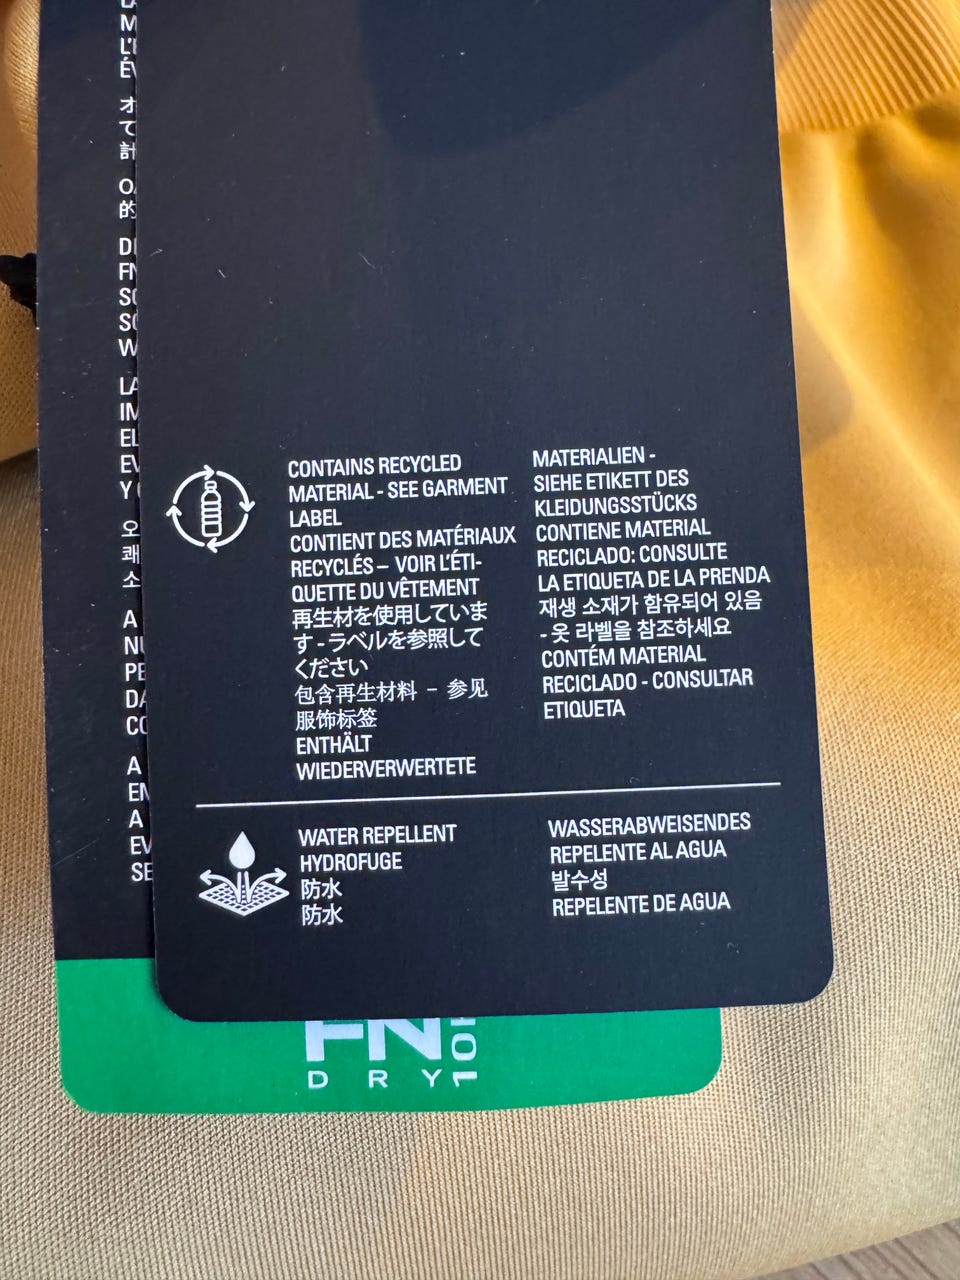 CONTAINS RECYCLED
MATERIAL - SEE GARMENT
LABEL
CONTIENT DES MATÉRIAUX
RECYCLÉS – VOIR L'ÉTI-
QUETTE DU VÊTEMENT
再生材を使用していま
す - ラベルを参照して
ください
包含再生材料 – 参见
服饰标签
ENTHÄLT
WIEDERVERWERTETE
MATERIALIEN -
SIEHE ETIKETT DES
KLEIDUNGSSTÜCKS
CONTIENE MATERIAL
RECICLADO: CONSULTE
LA ETIQUETA DE LA PRENDA
재생 소재가 함유되어 있음
- 옷 라벨을 참조하세요
CONTÉM MATERIAL
RECICLADO - CONSULTAR
ETIQUETA
WATER REPELLENT
HYDROFUGE
防水
防水
WASSERABWEISENDES
REPELENTE AL AGUA
발수성
REPELENTE DE AGUA
FN
DRY